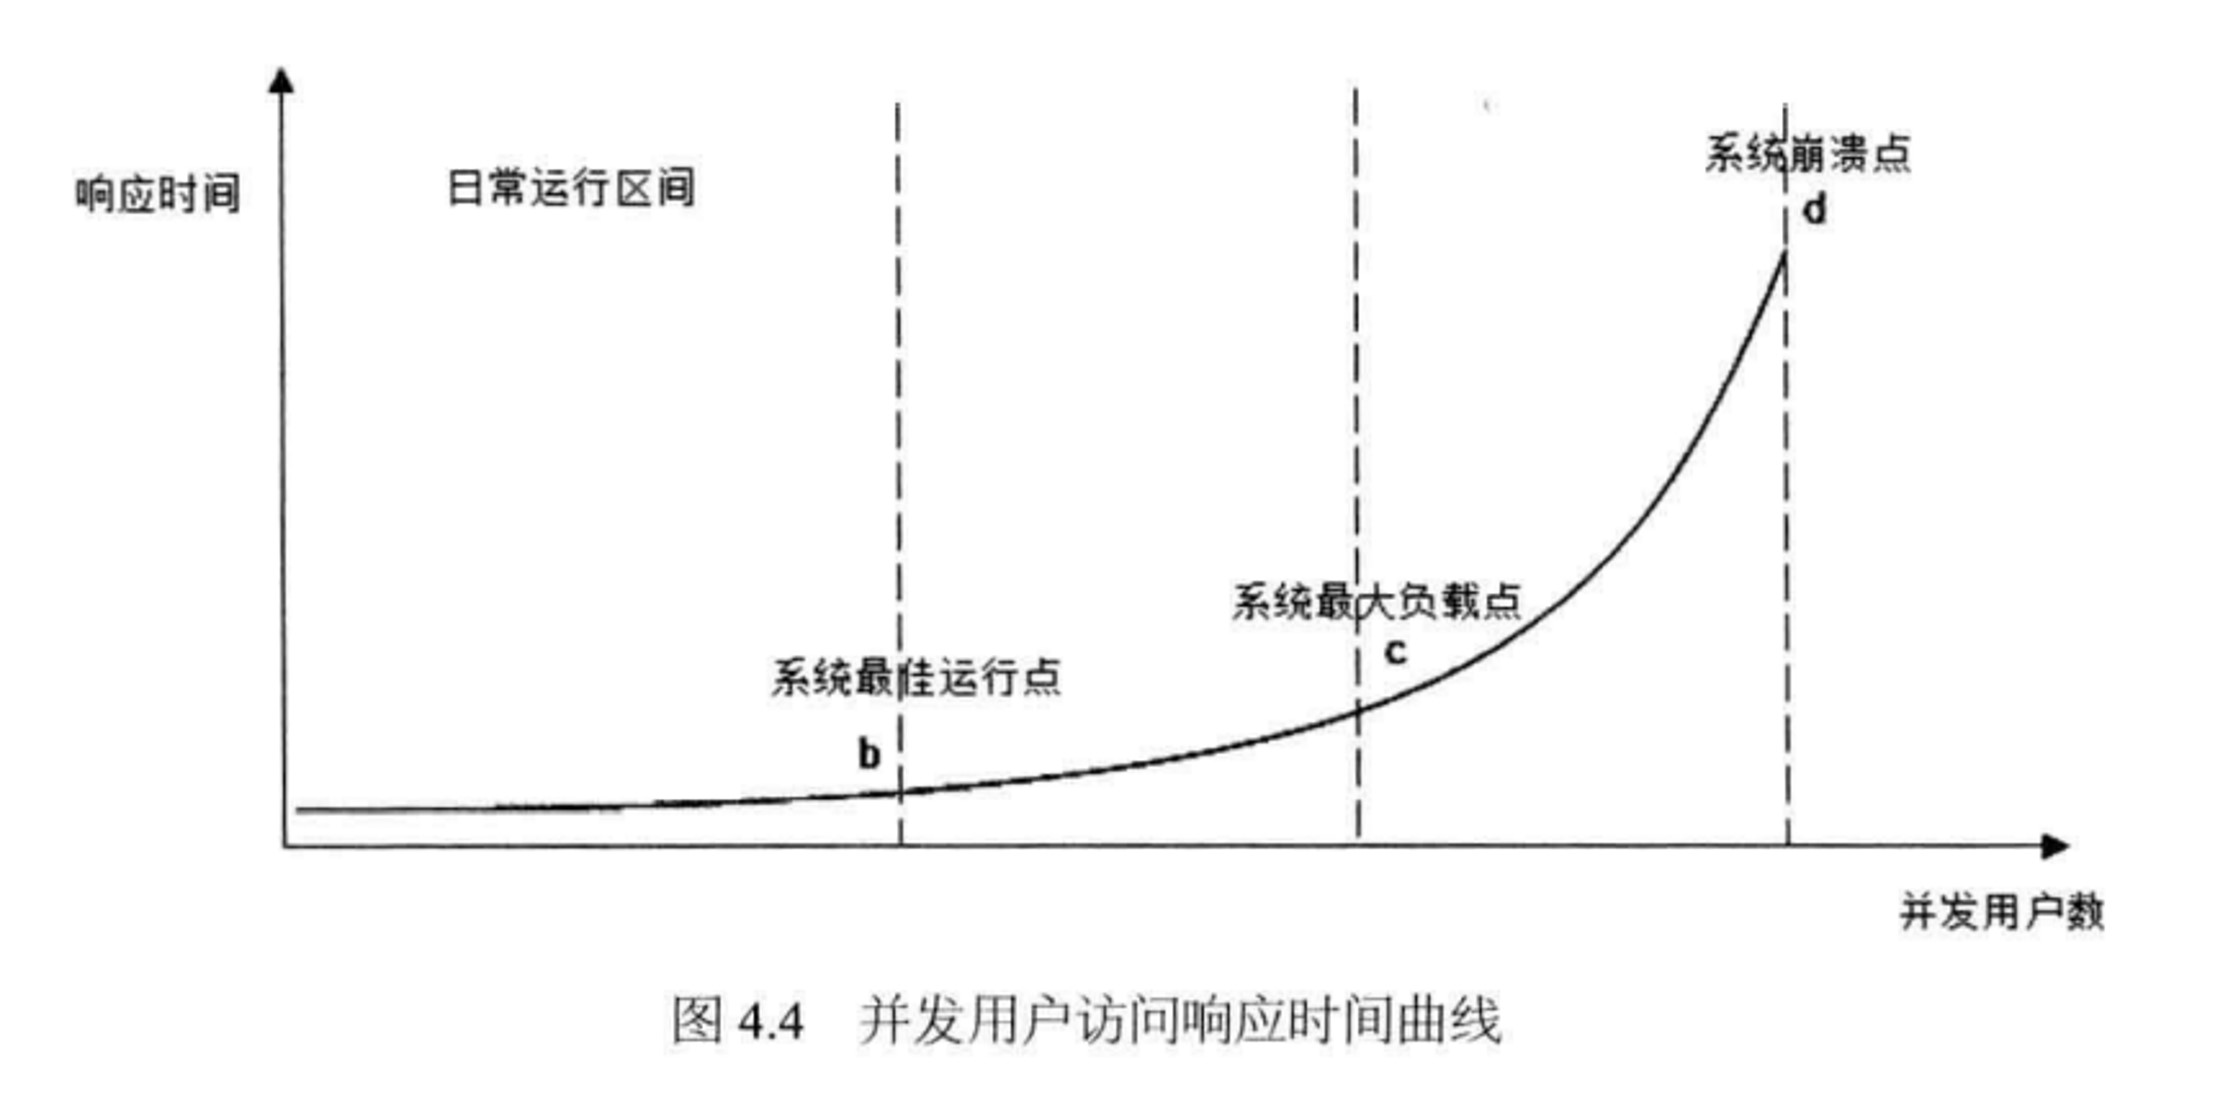 响应时间
日常运行区间
系统崩溃点
d
系统最大负载点
c
系统最佳运行点
b
并发用户数
图 4.4 并发用户访问响应时间曲线